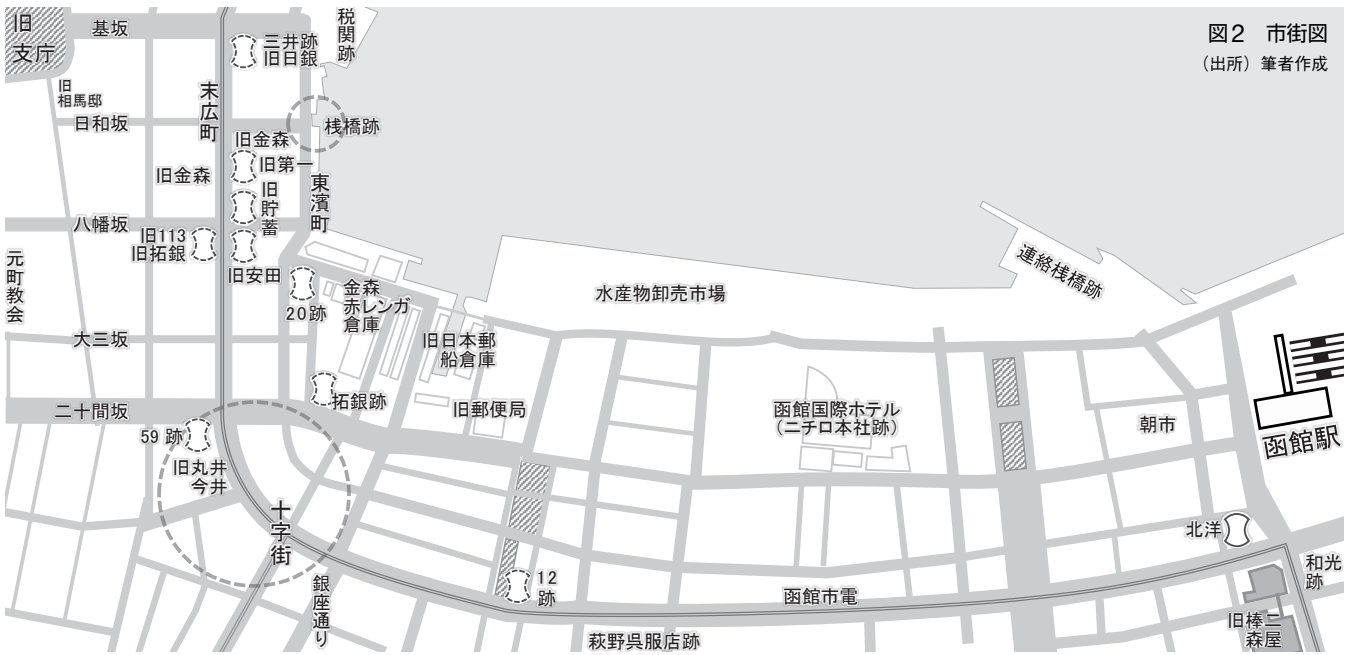 図2 市街図
(出所)筆者作成
旧
支庁
基坂
税関跡
三井跡
旧日銀
旧
相馬邸
末広町
日和坂
桟橋跡
旧金森
旧第一
旧金森
旧貯蓄
東濱町
八幡坂
旧113
旧拓銀
旧安田
元町教会
20跡
金森
赤レンガ
倉庫
水産物卸売市場
連絡桟橋跡
大三坂
旧日本郵
船倉庫
拓銀跡
旧郵便局
函館国際ホテル
(ニチロ本社跡)
朝市
函館駅
二十間坂
59跡
旧丸井
今井
十字街
北洋
12
跡
銀座通り
函館市電
和光
跡
萩野呉服店跡
旧棒二
森屋